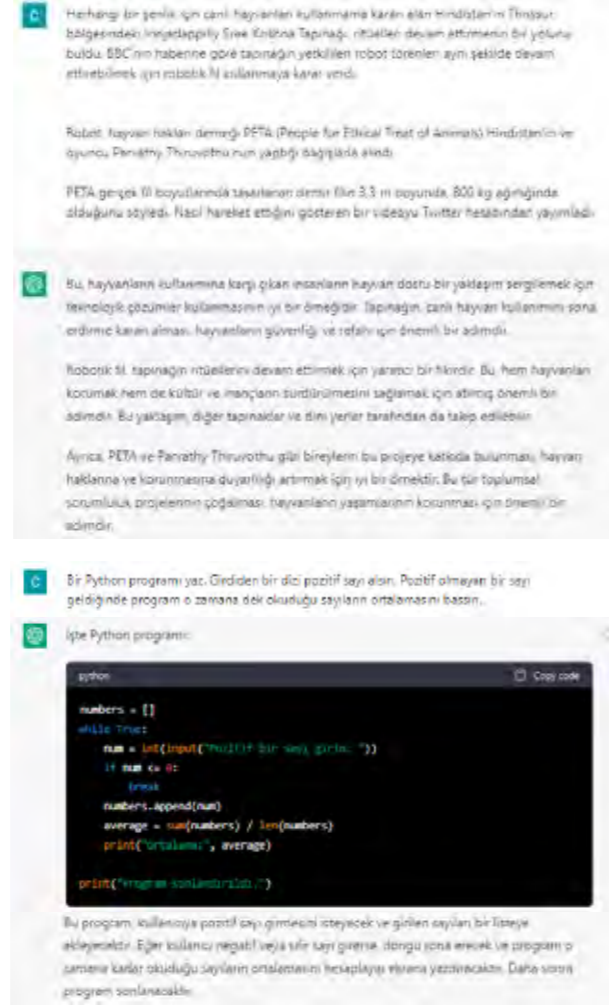 C
Herhangi bir şenlik için canlı hayvanları kullanmama kararı alan Hindistan'ın Thrissur
bölgesindeki Irinjadappilly Sree Krishna Tapınağı, ritüelleri devam ettirmenin bir yolunu
buldu. BBC'nin haberine göre tapınağın yetkilileri robot törenleri aynı şekilde devam
ettirebilmek için robotik fil kullanmaya karar verdi.
Robot, hayvan hakları derneği PETA (People for Ethical Treat of Animals) Hindistan'ın ve
oyuncu Parvathy Thiruvothu'nun yaptığı bağışlarla alındı.
PETA gerçek fil boyutlarında tasarlanan demir filin 3,3 m boyunda, 800 kg ağırlığında
olduğunu söyledi. Nasıl hareket ettiğini gösteren bir videoyu Twitter hesabından yayımladı.
Bu, hayvanların kullanımına karşı çıkan insanların hayvan dostu bir yaklaşım sergilemek için
teknolojik çözümler kullanmasının iyi bir örneğidir. Tapınağın, canlı hayvan kullanımını sona
erdirme kararı alması, hayvanların güvenliği ve refahı için önemli bir adımdır.
Robotik fil, tapınağın ritüellerini devam ettirmek için yaratıcı bir fikirdir. Bu, hem hayvanları
korumak hem de kültür ve inançların sürdürülmesini sağlamak için atılmış önemli bir
adımdır. Bu yaklaşım, diğer tapınaklar ve dini yerler tarafından da takip edilebilir.
Ayrıca, PETA ve Parvathy Thiruvothu gibi bireylerin bu projeye katkıda bulunması, hayvan
haklarına ve korunmasına duyarlılığı artırmak için iyi bir örnektir. Bu tür toplumsal
sorumluluk projelerinin çoğalması, hayvanların yaşamlarının korunması için önemli bir
adımdır.
C
Bir Python programı yaz. Girdiden bir dizi pozitif sayı alsın. Pozitif olmayan bir sayı
geldiğinde program o zamana dek okuduğu sayıların ortalamasını bassın.
İşte Python programı:
python
Copy code
numbers = []
while True:
num = int(input("Pozitif bir sayı girin: "))
if num <= 0:
break
numbers.append(num)
average = sum(numbers) / len(numbers)
print("Ortalama:", average)
print("Program sonlandırıldı.")
Bu program, kullanıcıya pozitif sayı girmesini isteyecek ve girilen sayıları bir listeye
ekleyecektir. Eğer kullanıcı negatif veya sıfır sayı girerse, döngü sona erecek ve program o
zamana kadar okuduğu sayıların ortalamasını hesaplayıp ekrana yazdıracaktır. Daha sonra
program sonlanacaktır.